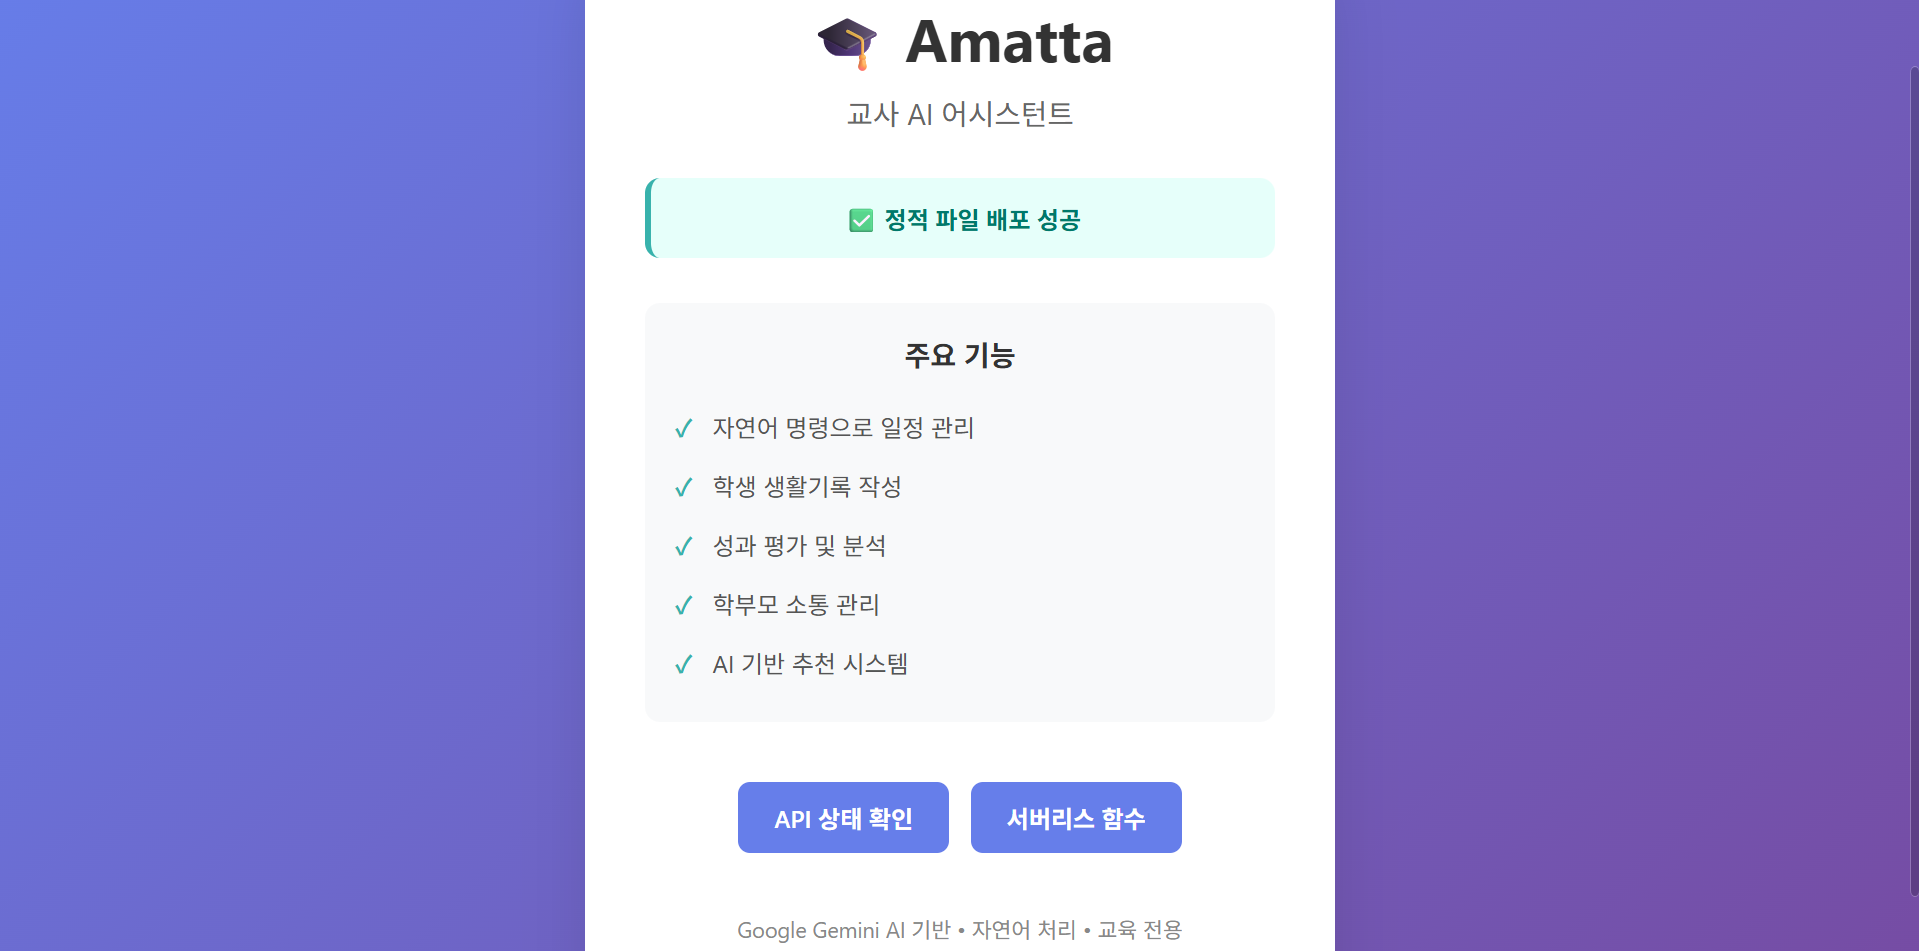 Amatta
교사 AI 어시스턴트
정적 파일 배포 성공
주요 기능
✓ 자연어 명령으로 일정 관리
✓ 학생 생활기록 작성
✓ 성과 평가 및 분석
✓ 학부모 소통 관리
✓ AI 기반 추천 시스템
API 상태 확인
서버리스 함수
Google Gemini AI 기반 • 자연어 처리 • 교육 전용